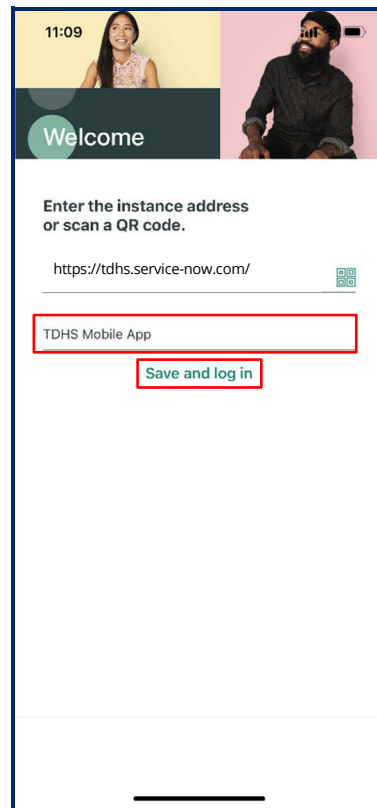 11:09
Welcome
Enter the instance address
or scan a QR code.
https://tdhs.service-now.com/
TDHS Mobile App
Save and log in